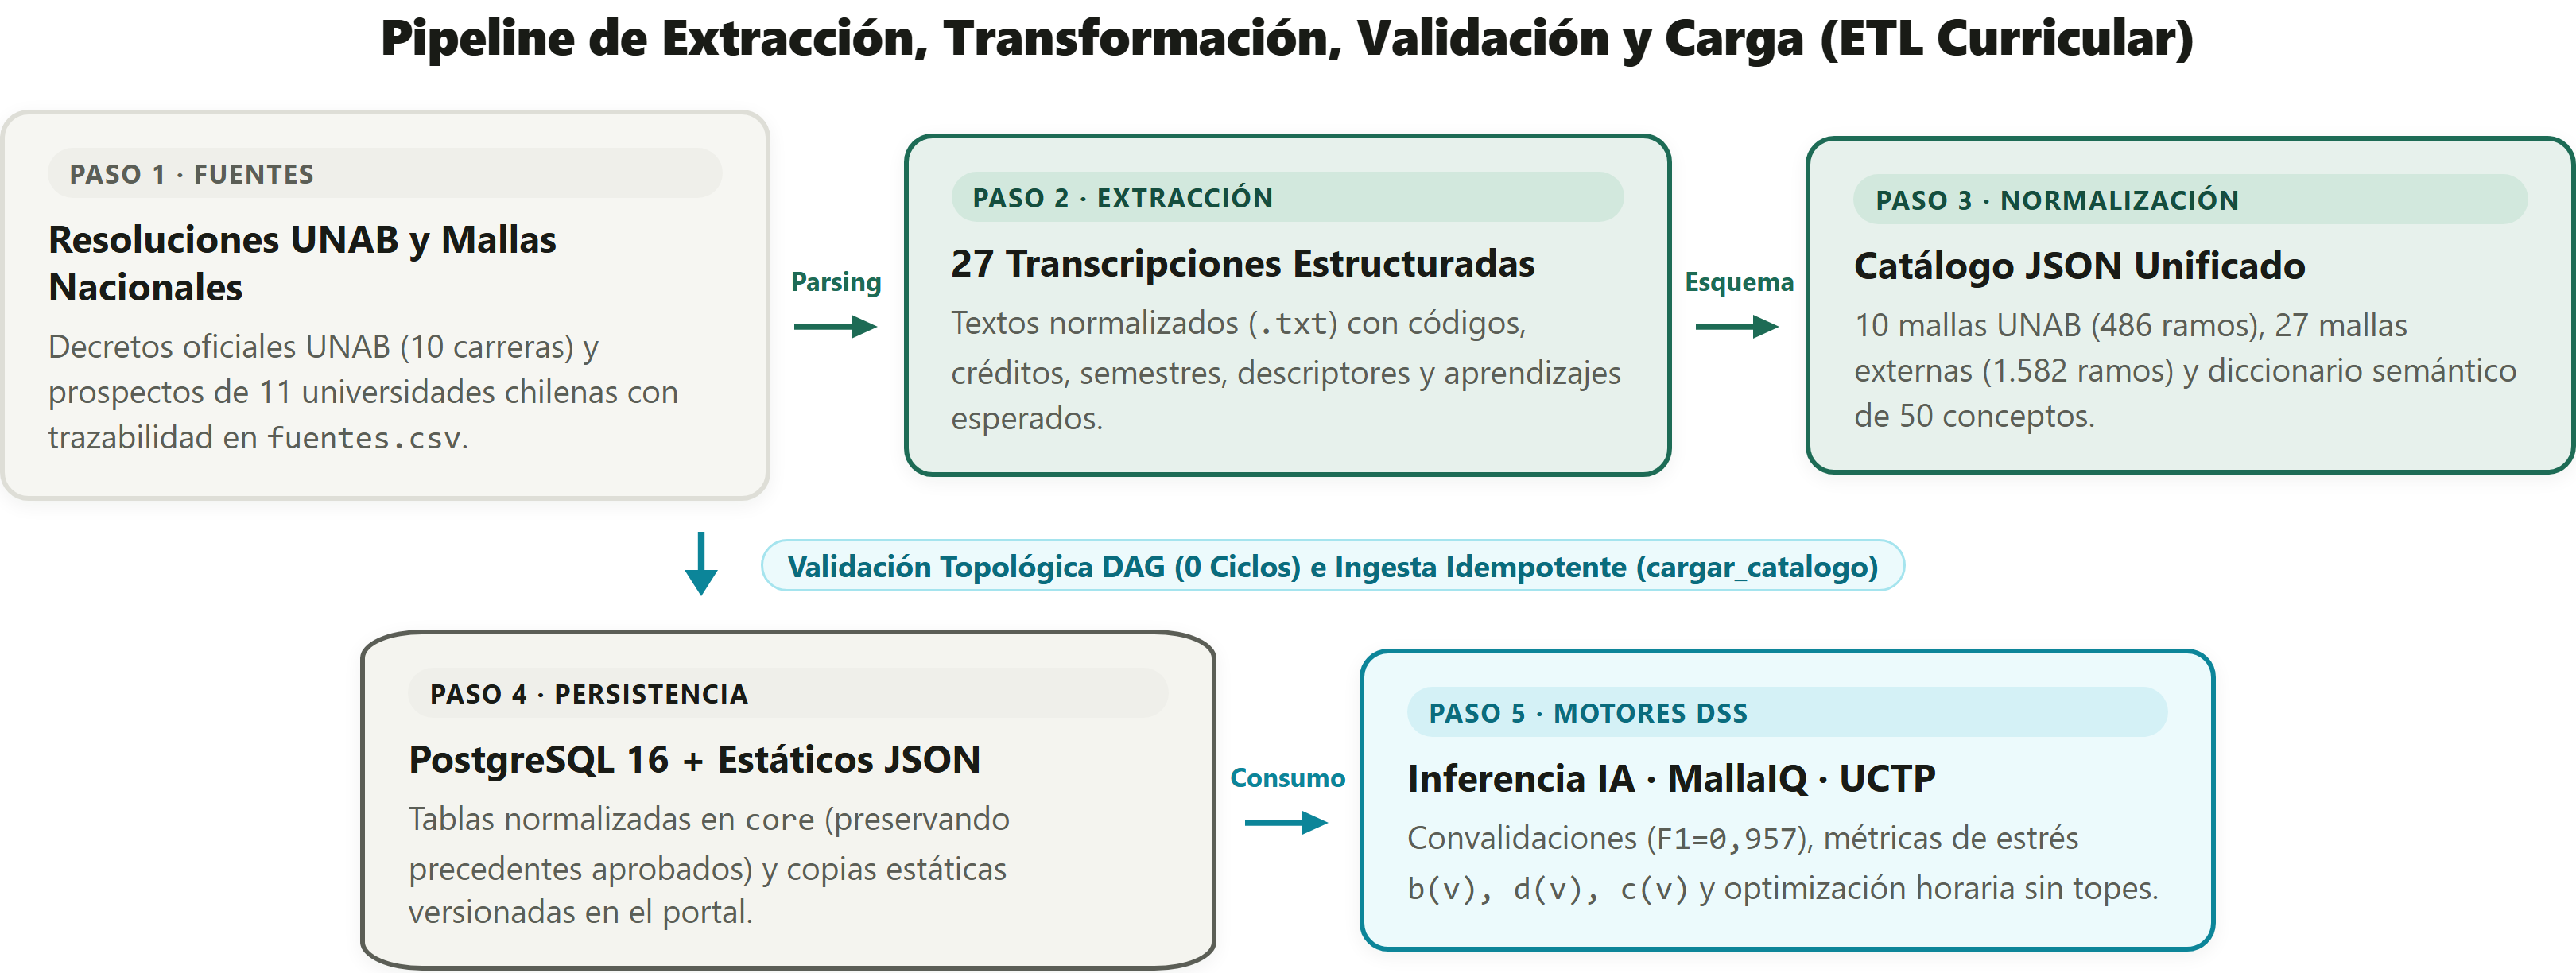 Pipeline de Extracción, Transformación, Validación y Carga (ETL Curricular)
PASO 1 · FUENTES
Resoluciones UNAB y Mallas
Nacionales
Decretos oficiales UNAB (10 carreras) y
prospectos de 11 universidades chilenas con
trazabilidad en fuentes.csv.
Parsing
PASO 2 · EXTRACCIÓN
27 Transcripciones Estructuradas
Textos normalizados (.txt) con códigos,
créditos, semestres, descriptores y aprendizajes
esperados.
Esquema
PASO 3 · NORMALIZACIÓN
Catálogo JSON Unificado
10 mallas UNAB (486 ramos), 27 mallas
externas (1.582 ramos) y diccionario semántico
de 50 conceptos.
Validación Topológica DAG (0 Ciclos) e Ingesta Idempotente (cargar_catalogo)
PASO 4 · PERSISTENCIA
PostgreSQL 16 + Estáticos JSON
Tablas normalizadas en core (preservando
precedentes aprobados) y copias estáticas
versionadas en el portal.
Consumo
PASO 5 · MOTORES DSS
Inferencia IA · MallaIQ · UCTP
Convalidaciones (F1=0,957), métricas de estrés
b(v), d(v), c(v) y optimización horaria sin topes.